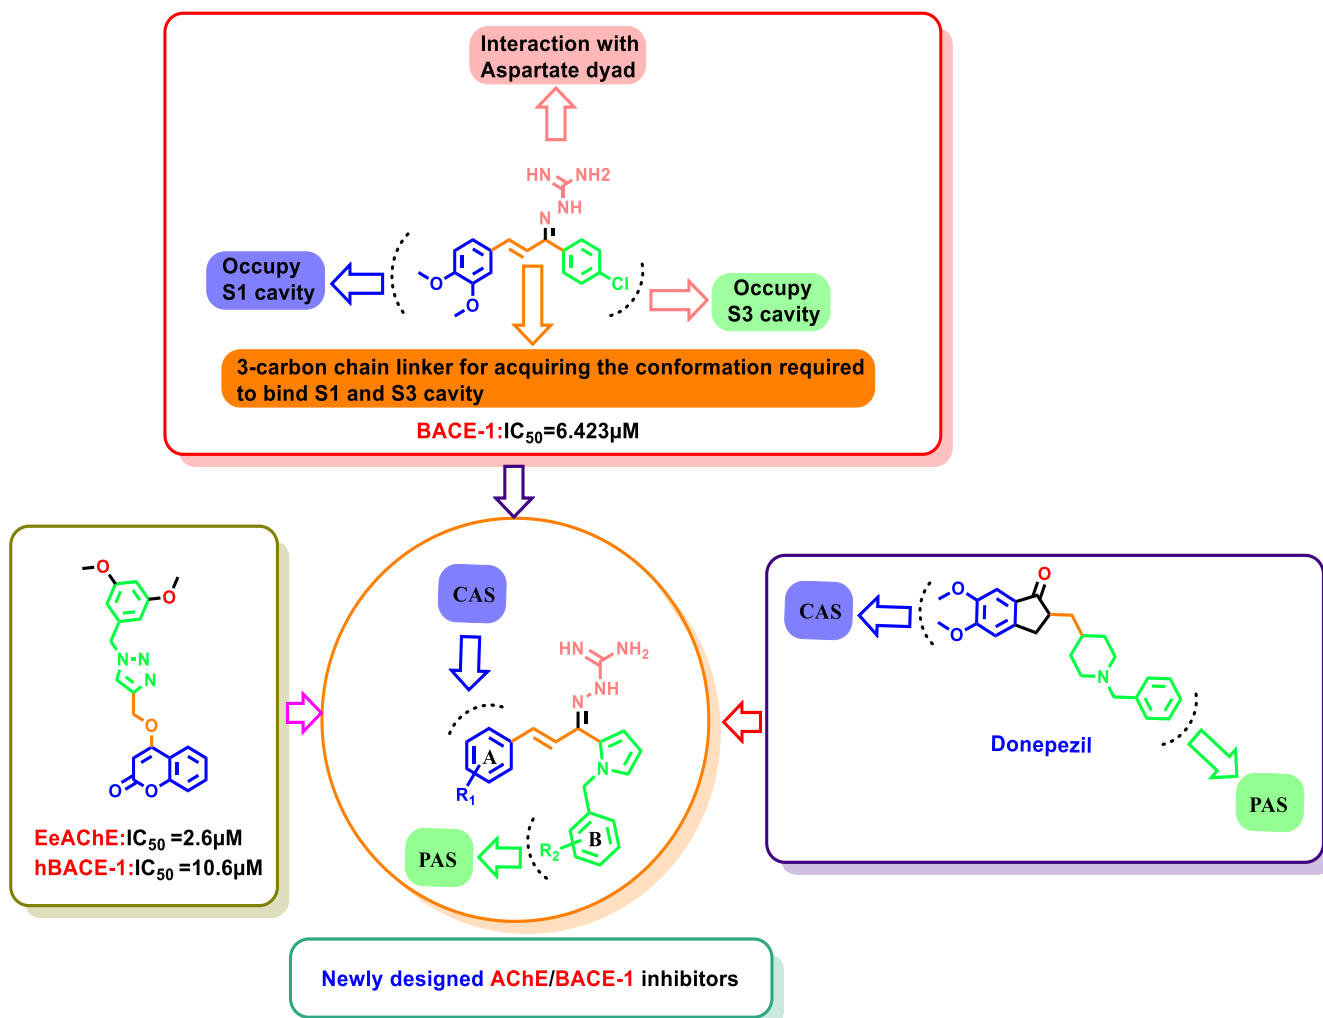 Interaction with
Aspartate dyad
HN
NH2
NH
N
Occupy
S1 cavity
O
O
Cl
Occupy
S3 cavity
3-carbon chain linker for acquiring the conformation required
to bind S1 and S3 cavity
BACE-1:IC50=6.423µM
O
O
N
N
N
O
O
O
EeAChE:IC50 =2.6µM
hBACE-1:IC50 =10.6µM
CAS
HN
NH2
NH
N
A
R1
N
B
R2
PAS
CAS
O
O
O
N
Donepezil
PAS
Newly designed AChE/BACE-1 inhibitors